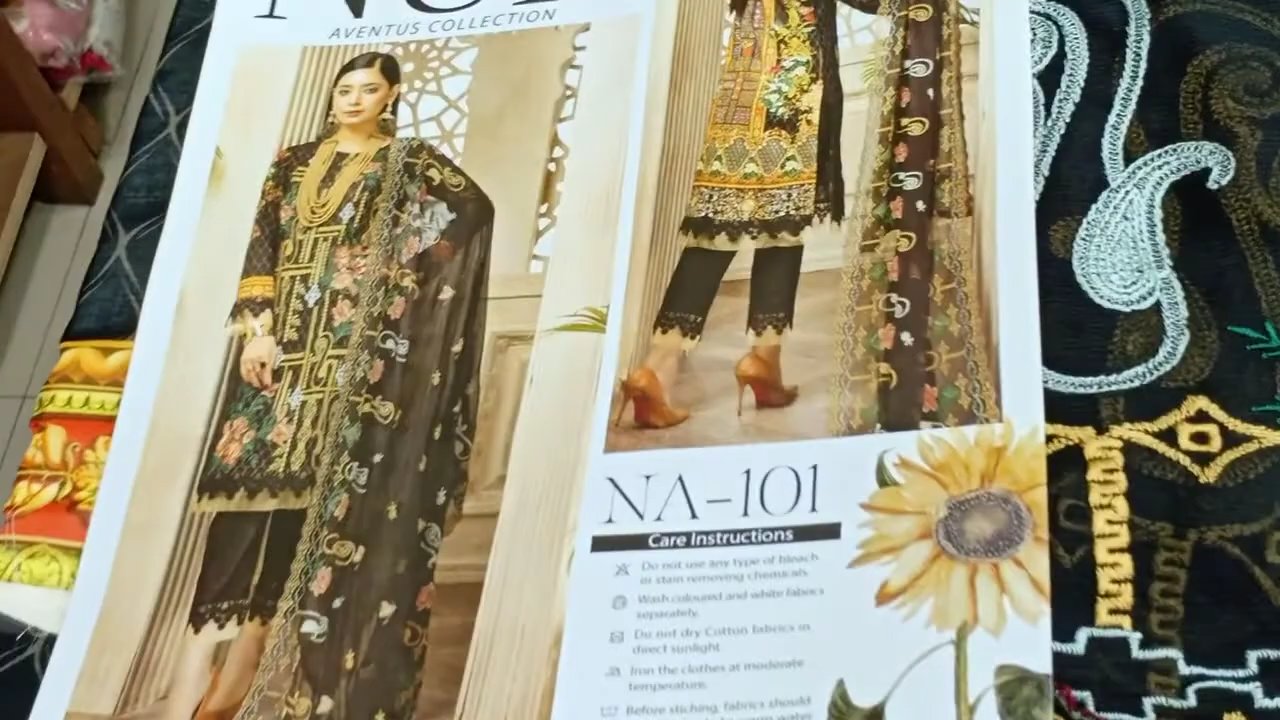 AVENTUS COLLECTION
NA-101
Care Instructions
Do not use any type of bleach
or stain removing chemicals
Wash coloured and white fabrics
separately.
Do not dry Cotton fabrics in
direct sunlight
Iron the clothes at moderate
temperature.
Before stiching, fabrics should
water